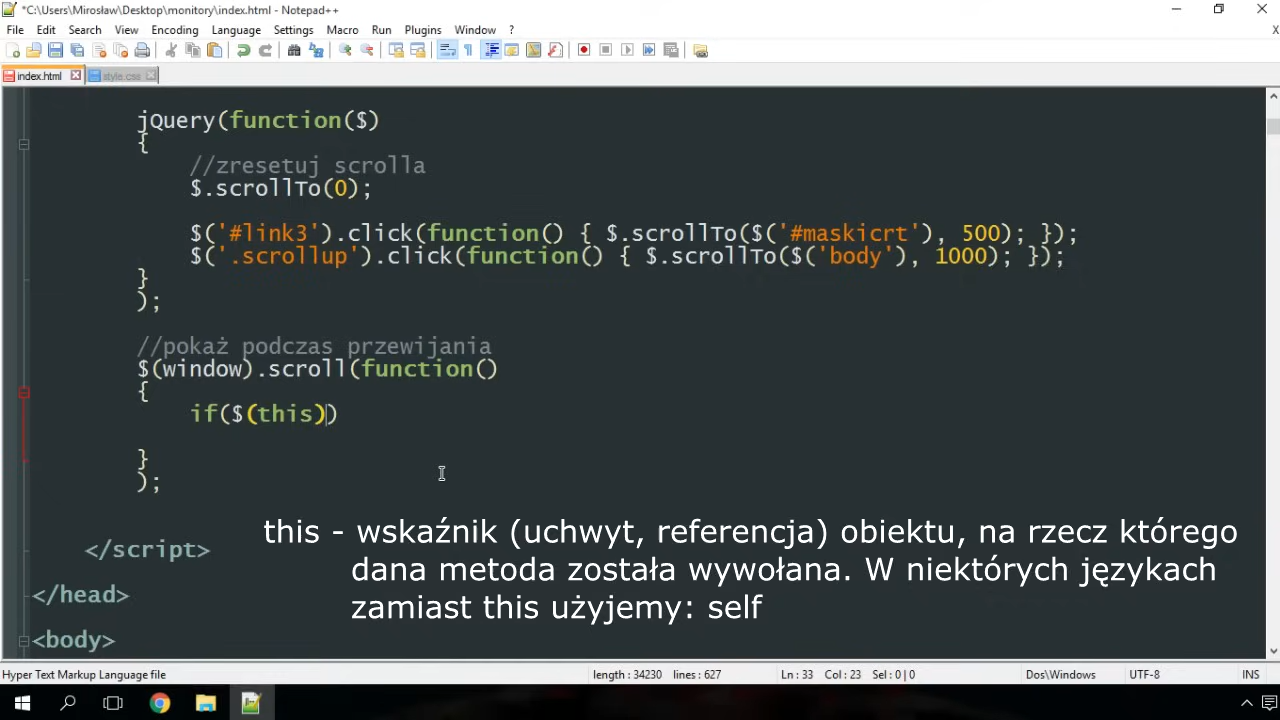 *C:\Users\Mirosław\Desktop\monitory\index.html - Notepad++
File Edit Search View Encoding Language Settings Macro Run Plugins Window ? X
index.html style.css
jQuery(function($)
{
//zresetuj scrolla
$.scrollTo(0);
$('#link3').click(function() { $.scrollTo($('#maskicrt'), 500); });
$('.scrollup').click(function() { $.scrollTo($('body'), 1000); });
}
);
//pokaż podczas przewijania
$(window).scroll(function()
{
if($(this))
}
);
this - wskaźnik (uchwyt, referencja) obiektu, na rzecz którego
</script>
dana metoda została wywołana. W niektórych językach
</head>
zamiast this użyjemy: self
<body>
Hyper Text Markup Language file length : 34230 lines : 627 Ln : 33 Col : 23 Sel : 0 | 0 Dos\Windows UTF-8 INS